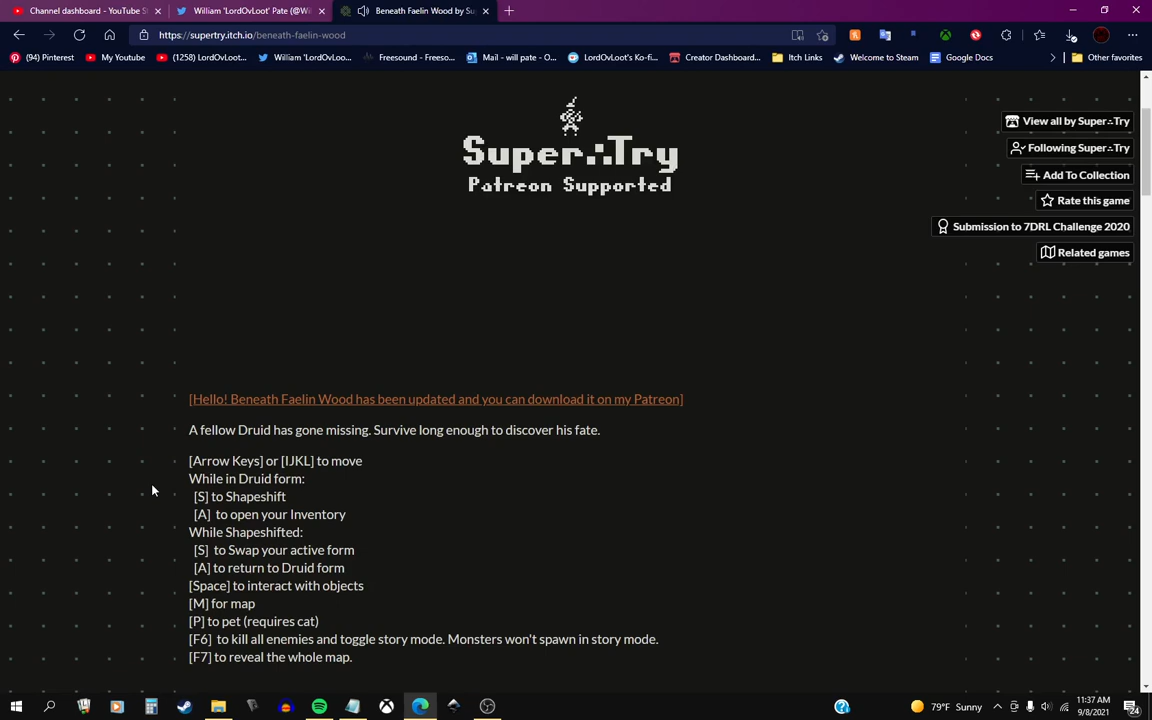 Channel dashboard - YouTube St
William 'LordOvLoot' Pate (@Wi
Beneath Faelin Wood by Su
https://supertry.itch.io/beneath-faelin-wood
(94) Pinterest
My Youtube
(1258) LordOvLoot...
William 'LordOvLoo...
Freesound - Freeso...
Mail - will pate - O...
LordOvLoot's Ko-fi...
Creator Dashboard...
Itch Links
Welcome to Steam
Google Docs
Other favorites
Super∴Try
Patreon Supported
View all by Super∴Try
Following Super∴Try
Add To Collection
Rate this game
Submission to 7DRL Challenge 2020
Related games
[Hello! Beneath Faelin Wood has been updated and you can download it on my Patreon]
A fellow Druid has gone missing. Survive long enough to discover his fate.
[Arrow Keys] or [IJKL] to move
While in Druid form:
[S] to Shapeshift
[A] to open your Inventory
While Shapeshifted:
[S] to Swap your active form
[A] to return to Druid form
[Space] to interact with objects
[M] for map
[P] to pet (requires cat)
[F6] to kill all enemies and toggle story mode. Monsters won't spawn in story mode.
[F7] to reveal the whole map.
79°F Sunny
11:37 AM
9/8/2021
24